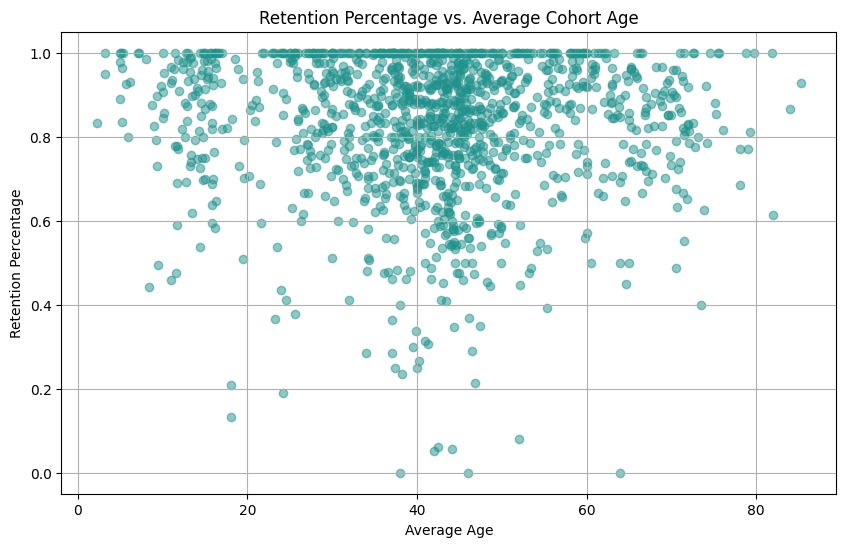 Retention Percentage vs. Average Cohort Age
Retention Percentage
1.0
0.8
0.6
0.4
0.2
0.0
0 20 40 60 80
Average Age